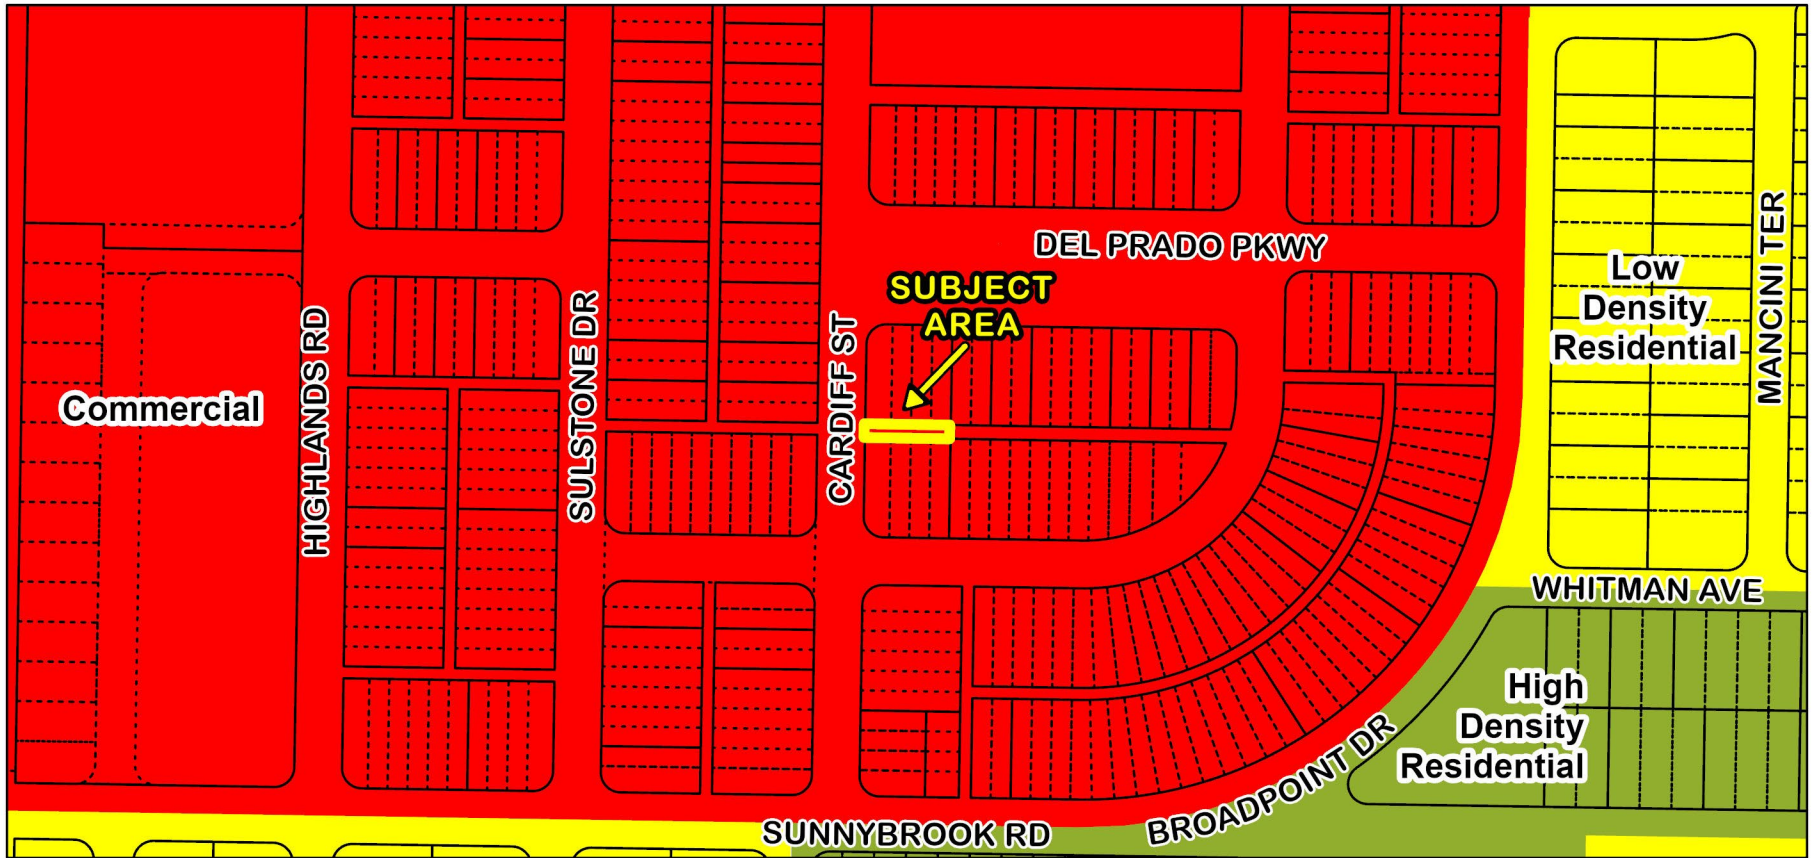 DEL PRADO PKWY
SUBJECT
AREA
Low
Density
Residential
MANCINI TER
Commercial
HIGHLANDS RD
SULSTONE DR
CARDIFF ST
WHITMAN AVE
High
Density
Residential
BROADPOINT DR
SUNNYBROOK RD